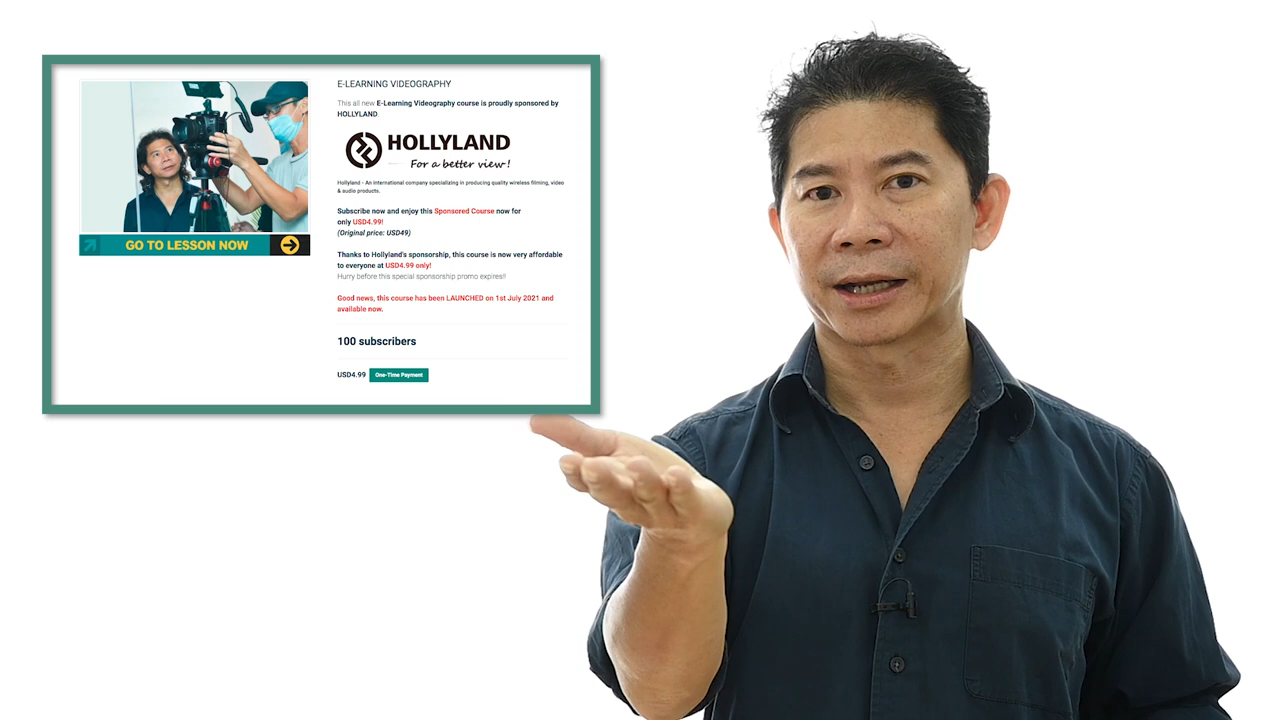 GO TO LESSON NOW
E-LEARNING VIDEOGRAPHY
This all new E-Learning Videography course is proudly sponsored by
HOLLYLAND
HOLLYLAND
For a better view!
Hollyland - An international company specializing in producing quality wireless filming, video
& audio products.
Subscribe now and enjoy this Sponsored Course now for
only USD4.99!
(Original price: USD49)
Thanks to Hollyland's sponsorship, this course is now very affordable
to everyone at USD4.99 only!
Hurry before this special sponsorship promo expires!!
Good news, this course has been LAUNCHED on 1st July 2021 and
available now.
100 subscribers
USD4.99 One-Time Payment